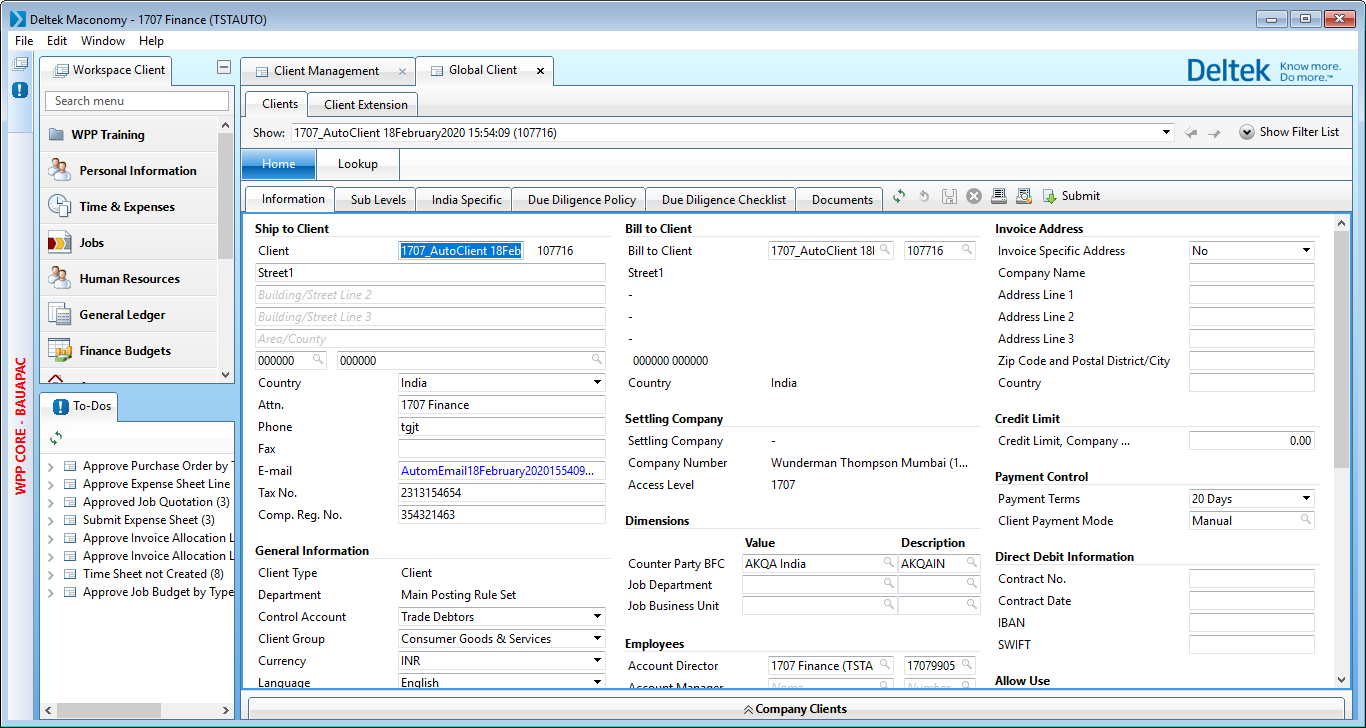 Deltek Maconomy - 1707 Finance (TSTAUTO)
File Edit Window Help
WPP CORE - BAUAPAC
Workspace Client
Search menu
WPP Training
Personal Information
Time & Expenses
Jobs
Human Resources
General Ledger
Finance Budgets
To-Dos
Approve Purchase Order by
Approve Expense Sheet Line
Approved Job Quotation (3)
Submit Expense Sheet (3)
Approve Invoice Allocation
Approve Invoice Allocation
Time Sheet not Created (8)
Approve Job Budget by Type
Client Management Global Client
Deltek Know more. Do more.™
Clients Client Extension
Show: 1707_AutoClient 18February2020 15:54:09 (107716) Show Filter List
Home Lookup
Information Sub Levels India Specific Due Diligence Policy Due Diligence Checklist Documents Submit
Ship to Client
Client 1707_AutoClient 18Feb 107716
Street1
Building/Street Line 2
Building/Street Line 3
Area/County
000000 000000
Country India
Attn. 1707 Finance
Phone tgjt
Fax
E-mail AutomEmail18February2020155409...
Tax No. 2313154654
Comp. Reg. No. 354321463
General Information
Client Type Client
Department Main Posting Rule Set
Control Account Trade Debtors
Client Group Consumer Goods & Services
Currency INR
Language English
Bill to Client
Bill to Client 1707_AutoClient 18 107716
Street1
-
-
-
000000 000000
Country India
Settling Company
Settling Company -
Company Number Wunderman Thompson Mumbai (1...
Access Level 1707
Dimensions
Value Description
Counter Party BFC AKQA India AKQAIN
Job Department
Job Business Unit
Employees
Account Director 1707 Finance (TSTA 17079905
Account Manager Name Number
Invoice Address
Invoice Specific Address No
Company Name
Address Line 1
Address Line 2
Address Line 3
Zip Code and Postal District/City
Country
Credit Limit
Credit Limit, Company ... 0.00
Payment Control
Payment Terms 20 Days
Client Payment Mode Manual
Direct Debit Information
Contract No.
Contract Date
IBAN
SWIFT
Allow Use
Company Clients